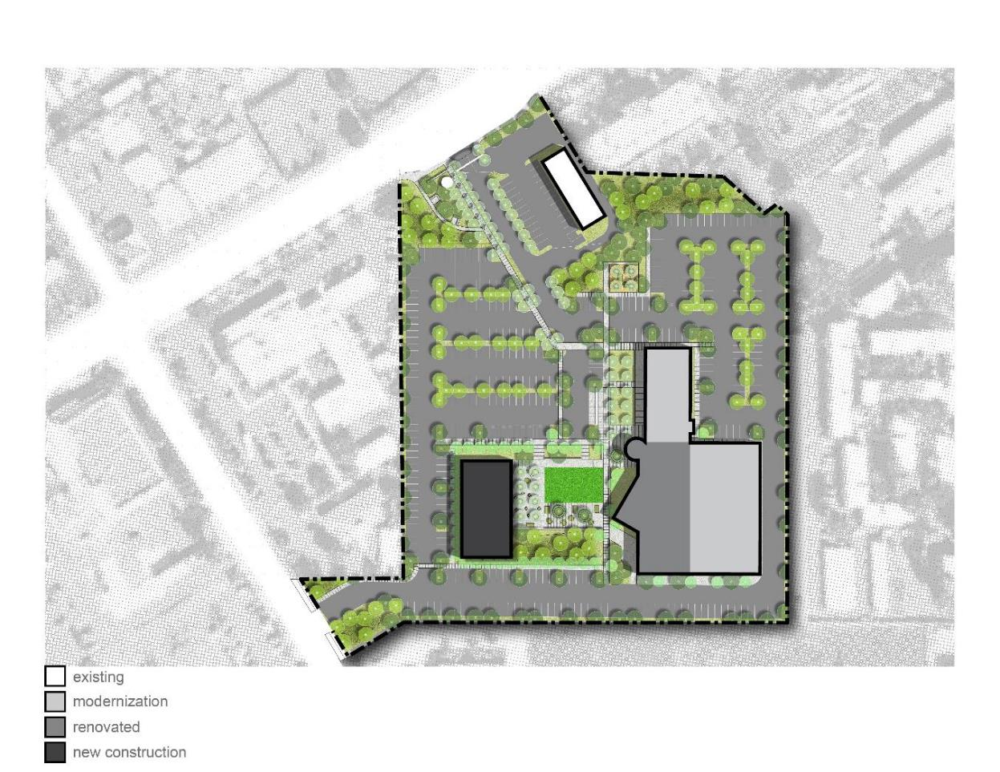 existing
modernization
renovated
new construction